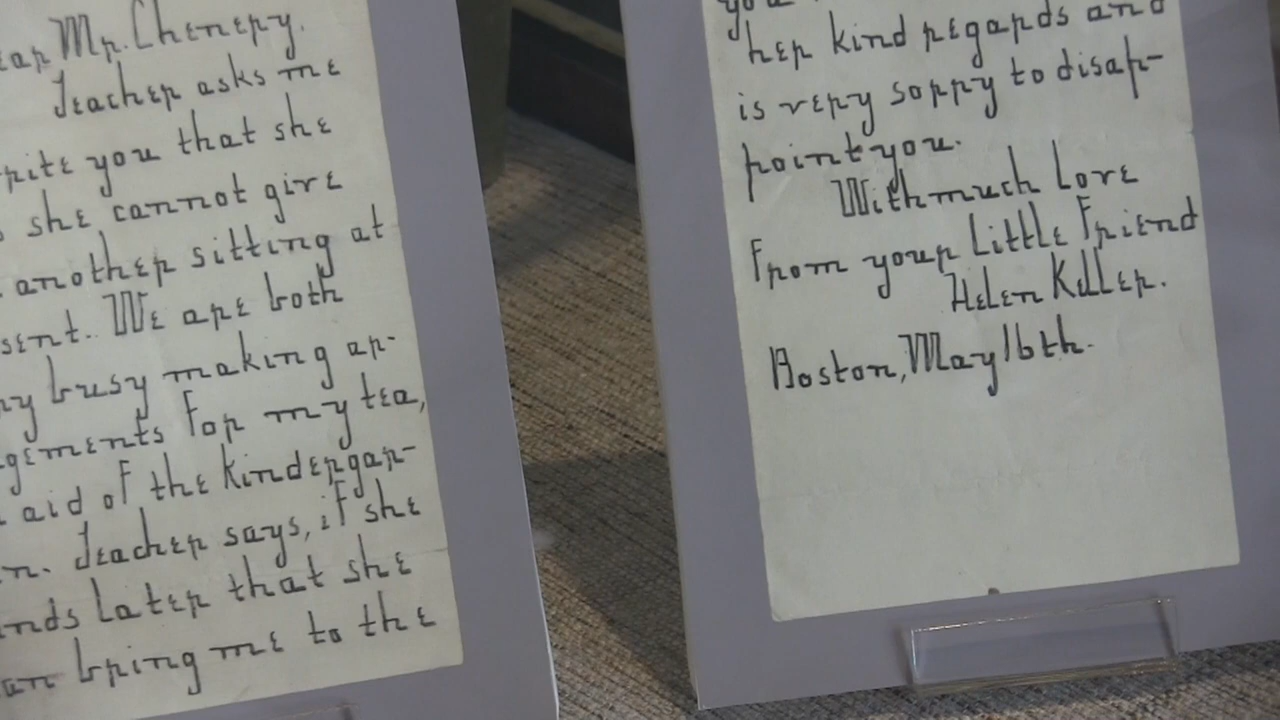 ear Mr. Chenery.
Teacher asks me
rite you that she
she cannot give
another sitting at
sent. We are both
ry busy making ar-
gements for my tea,
aid of the kindergar-
n. Teacher says, if she
nds later that she
an bring me to the
you
her kind regards and
is very sorry to disap-
point you.
With much love
From your little friend
Helen Keller.
Boston, May 16th.